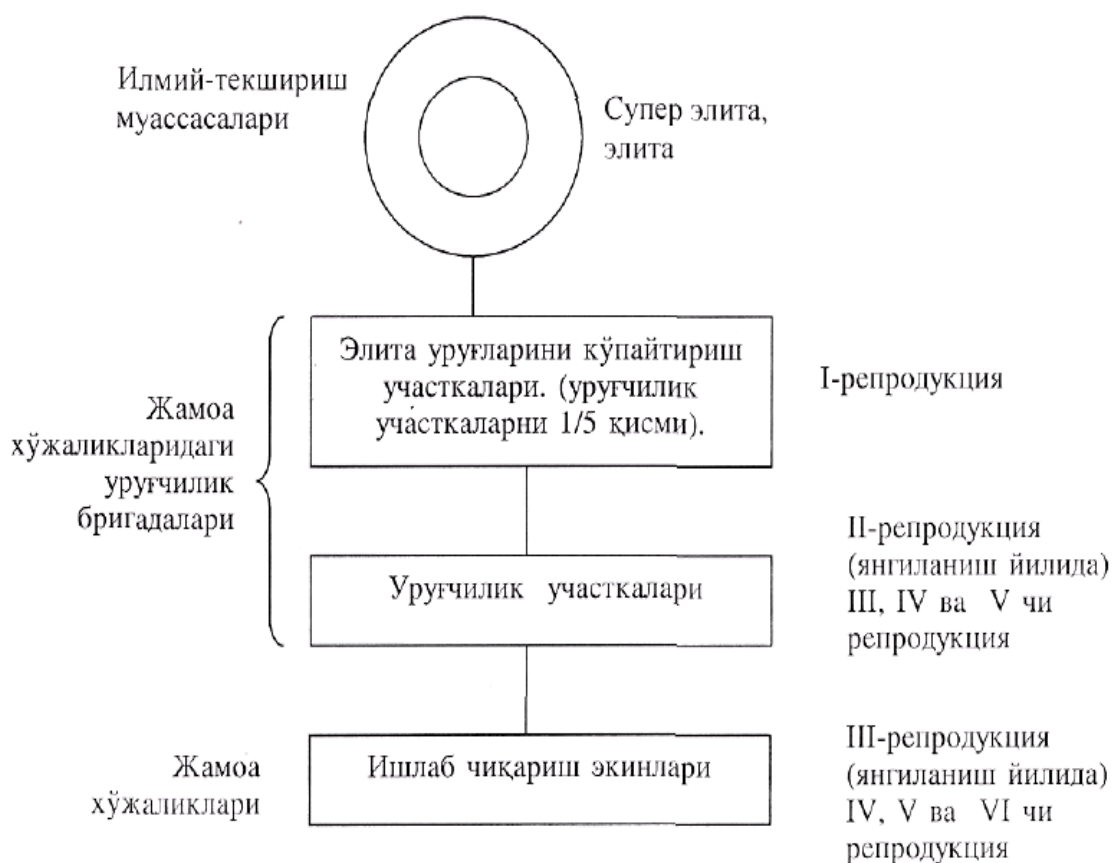 Илмий-текшириш
муассасалари
Супер элита,
элита
Элита уруғларини кўпайтириш
участкалари. (уруғчилик
участкаларни 1/5 қисми).
I-репродукция
Жамоа
хўжаликларидаги
уруғчилик
бригадалари
Уруғчилик участкалари
II-репродукция
(янгиланиш йилида)
III, IV ва V чи
репродукция
Жамоа
хўжаликлари
Ишлаб чиқариш экинлари
III-репродукция
(янгиланиш йилида)
IV, V ва VI чи
репродукция